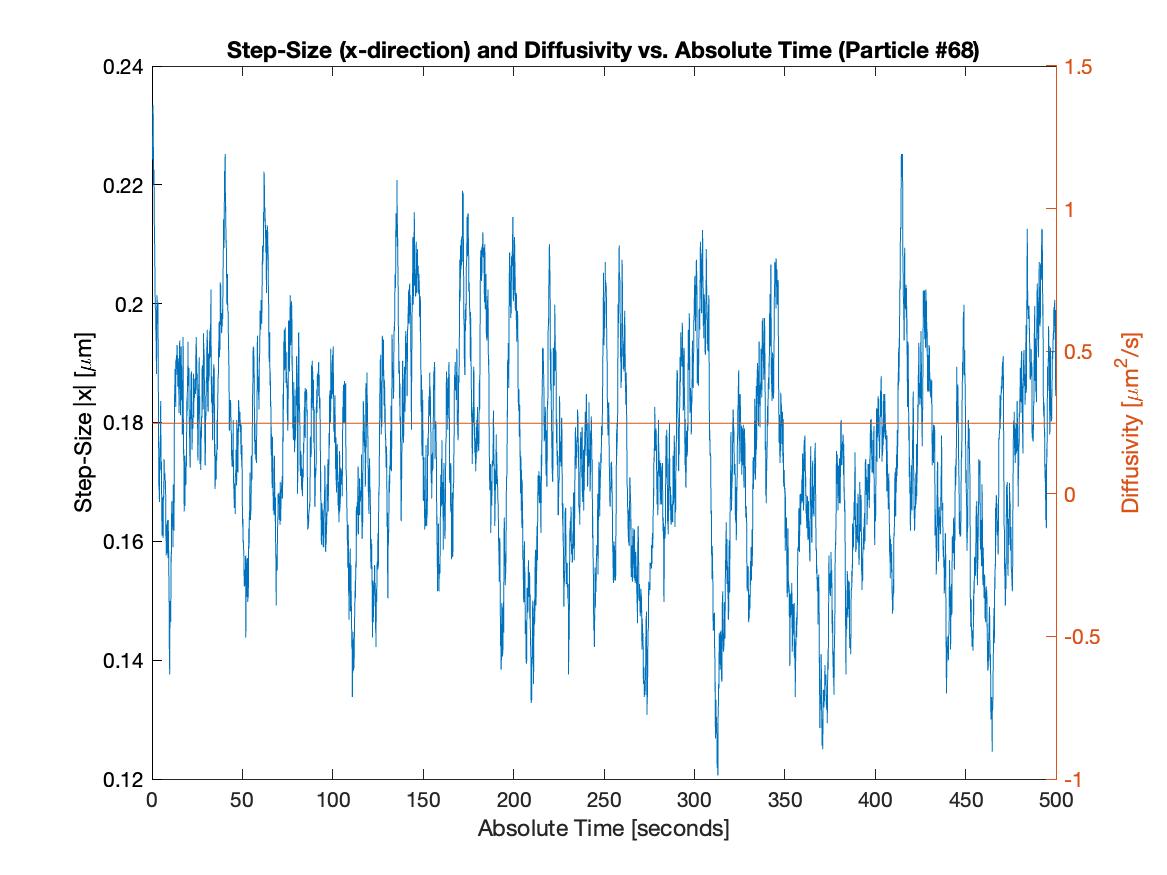 Step-Size (x-direction) and Diffusivity vs. Absolute Time (Particle #68)
0.24
0.22
0.2
0.18
0.16
0.14
0.12
Step-Size |x| [μm]
1.5
1
0.5
0
-0.5
-1
Diffusivity [μm²/s]
0 50 100 150 200 250 300 350 400 450 500
Absolute Time [seconds]